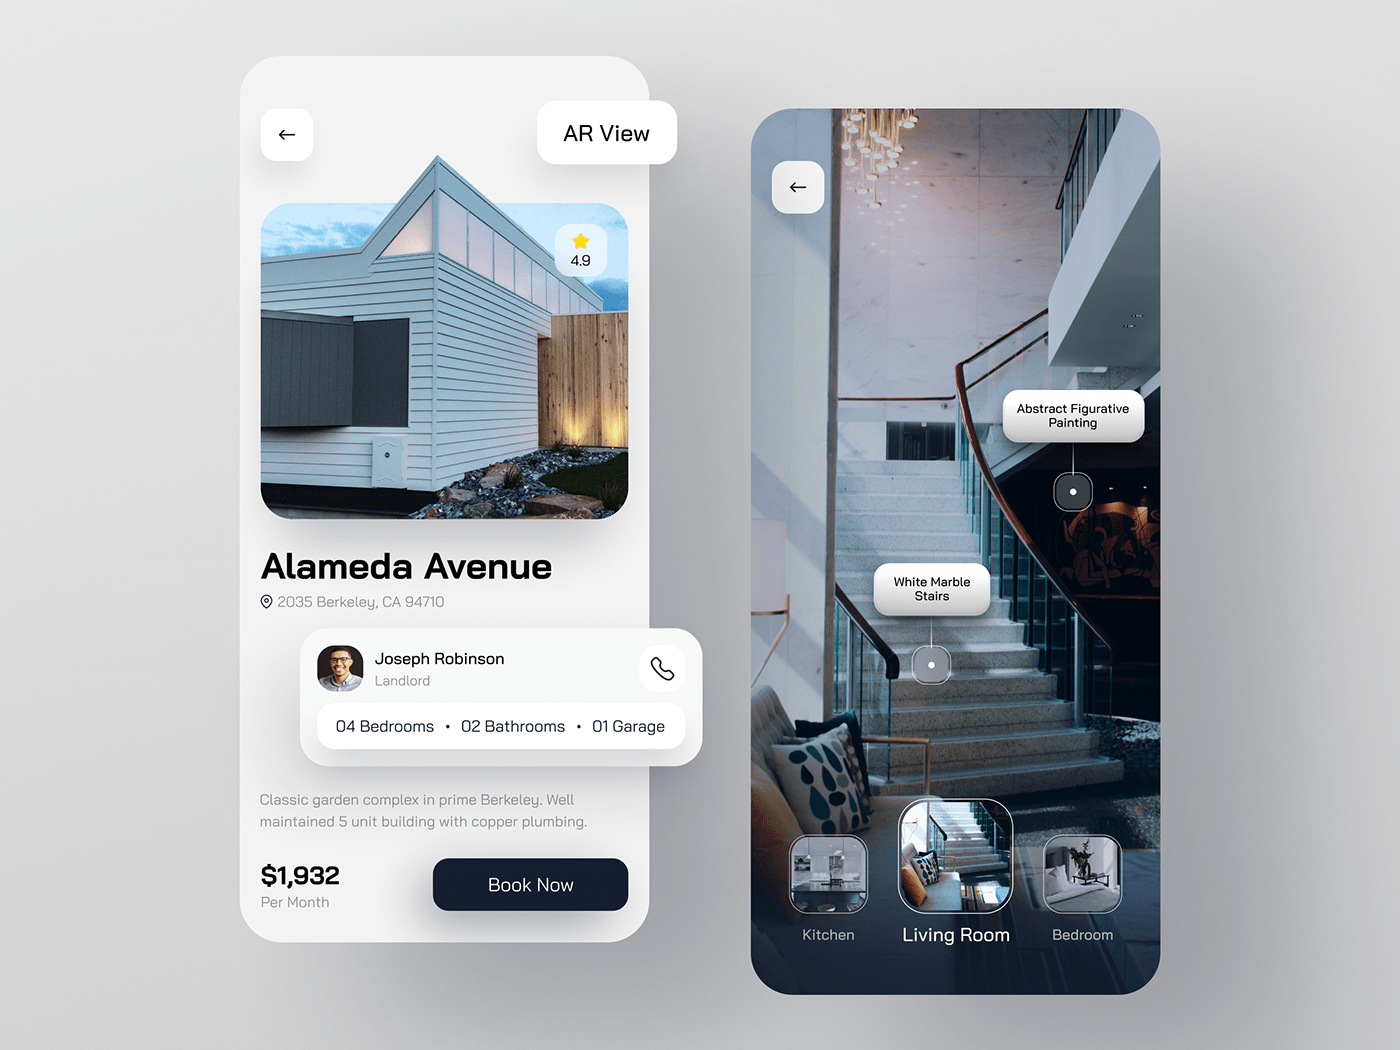 AR View
4.9
Alameda Avenue
2035 Berkeley, CA 94710
Joseph Robinson
Landlord
04 Bedrooms • 02 Bathrooms • 01 Garage
Classic garden complex in prime Berkeley. Well
maintained 5 unit building with copper plumbing.
$1,932
Per Month
Book Now
Abstract Figurative
Painting
White Marble
Stairs
Kitchen
Living Room
Bedroom